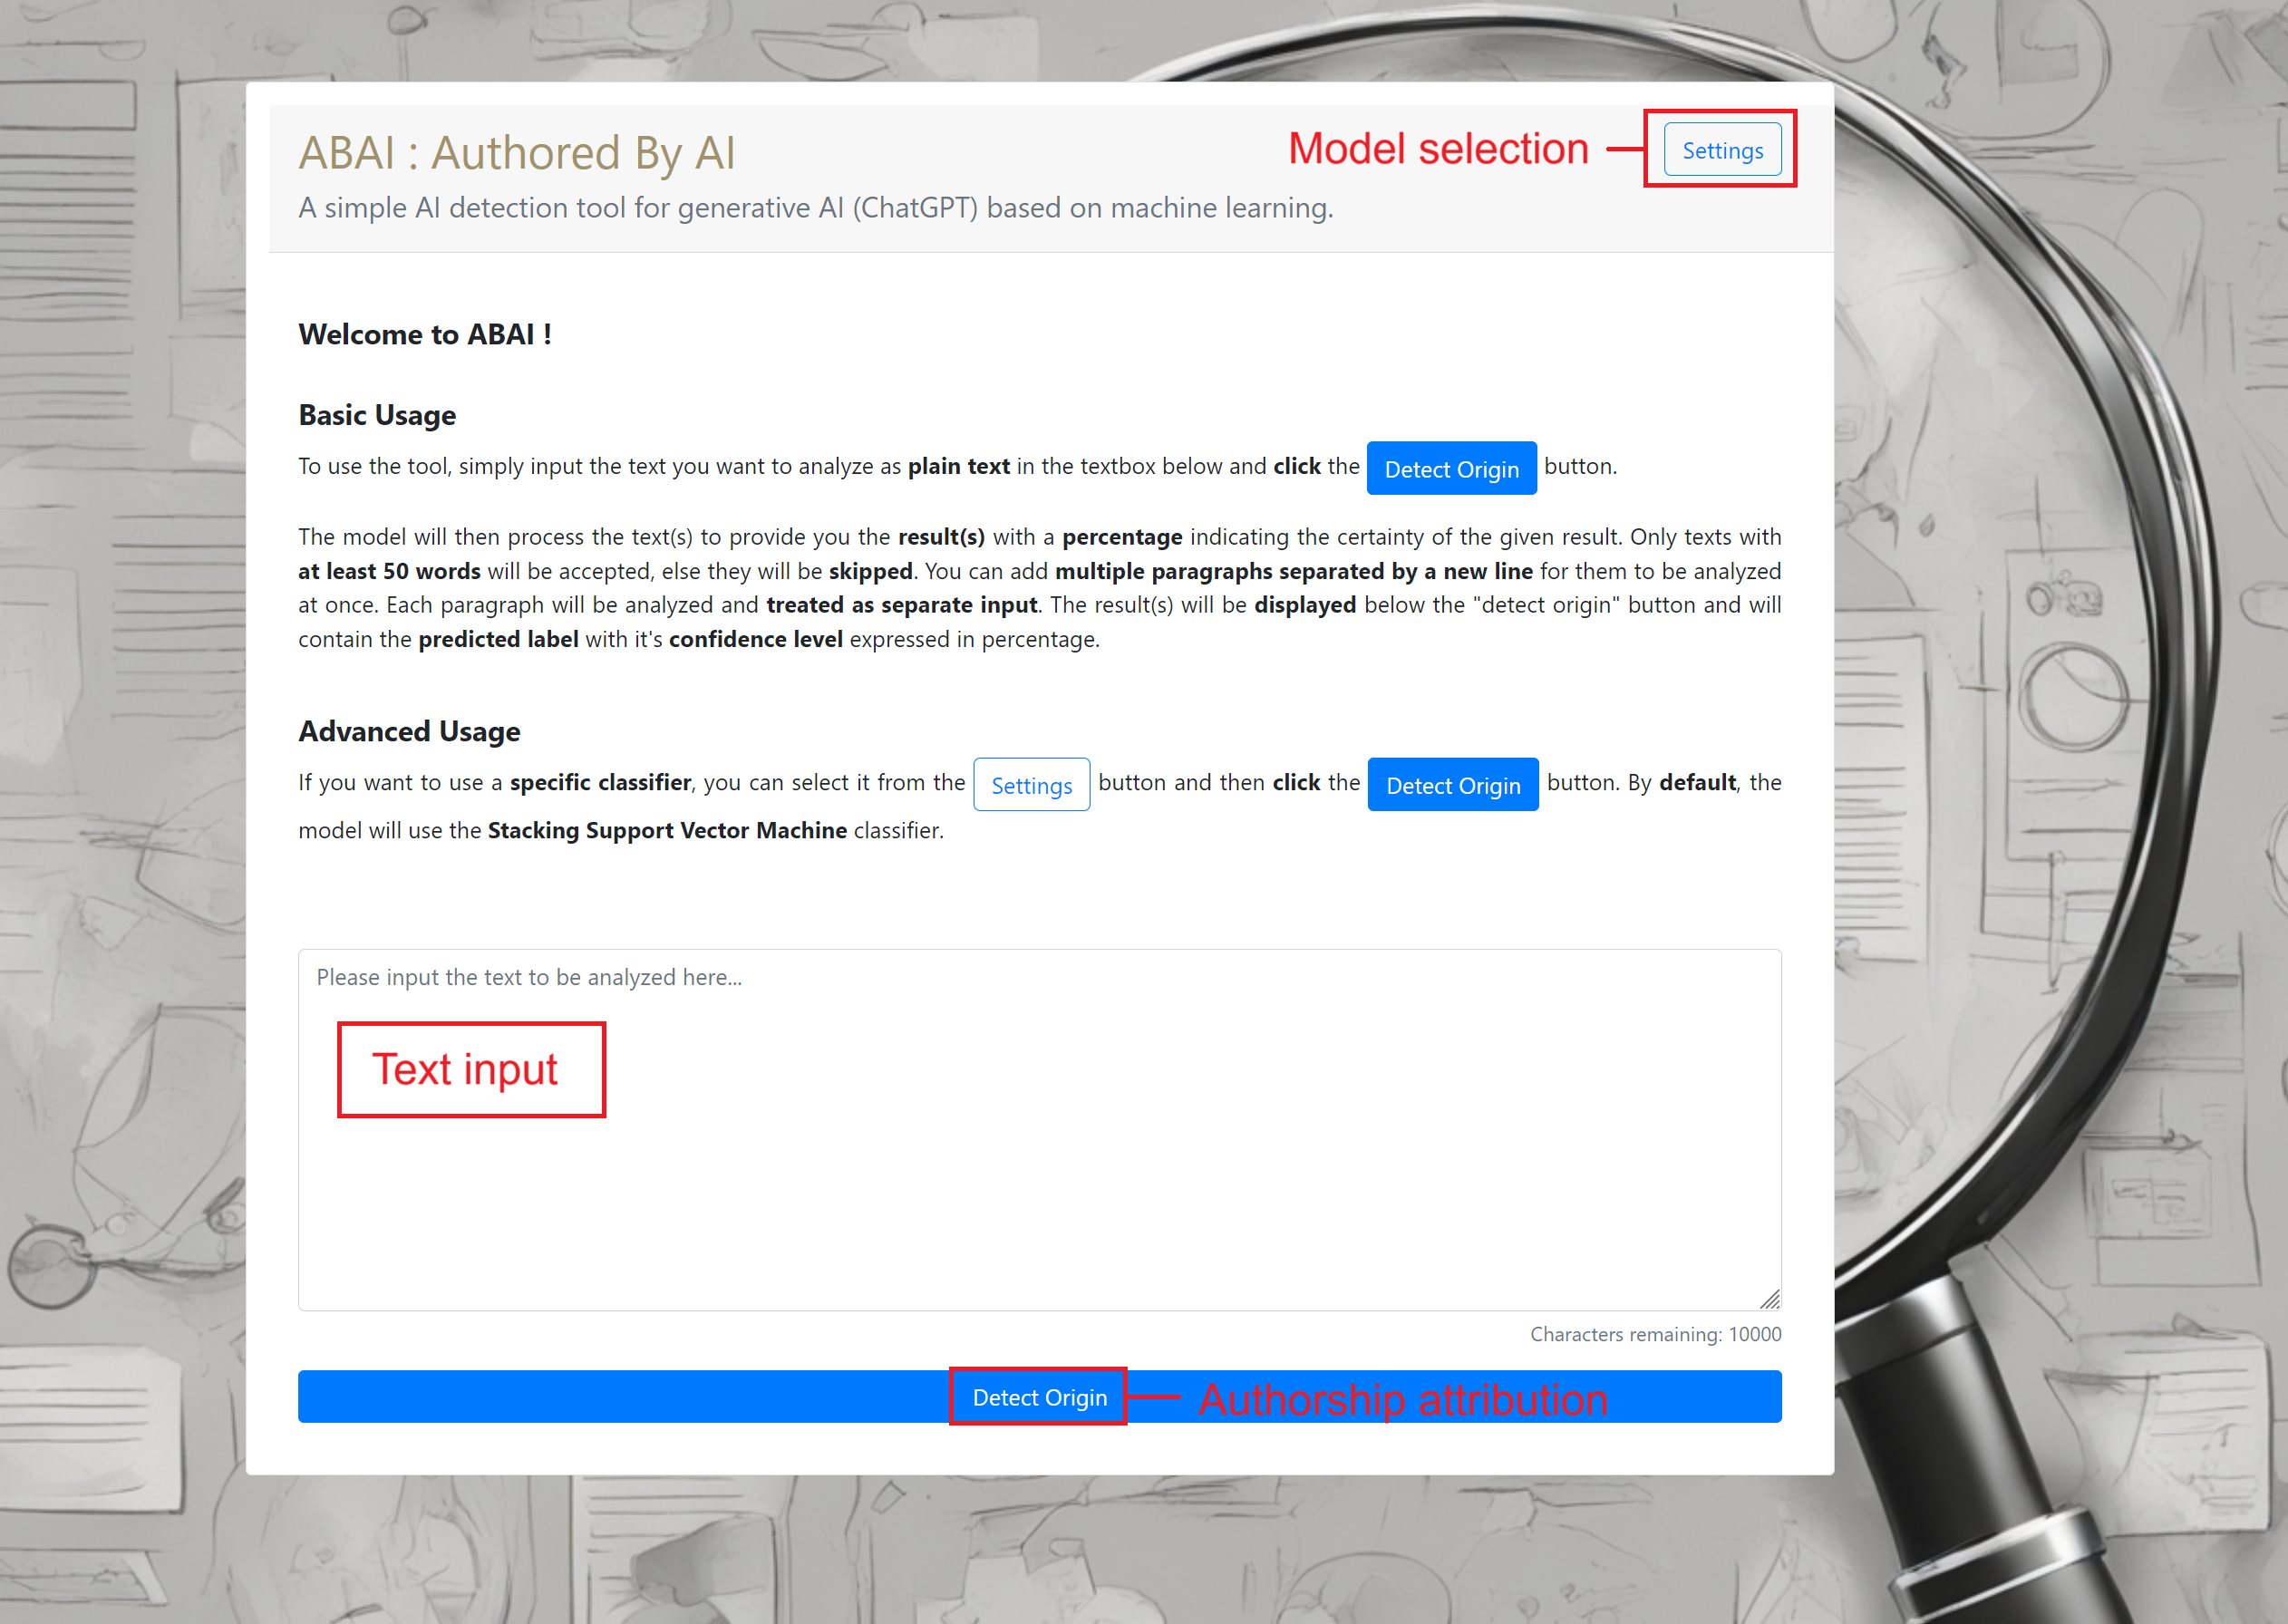 ABAI : Authored By AI
Model selection
Settings
A simple AI detection tool for generative AI (ChatGPT) based on machine learning.
Welcome to ABAI !
Basic Usage
To use the tool, simply input the text you want to analyze as plain text in the textbox below and click the Detect Origin button.
The model will then process the text(s) to provide you the result(s) with a percentage indicating the certainty of the given result. Only texts with
at least 50 words will be accepted, else they will be skipped. You can add multiple paragraphs separated by a new line for them to be analyzed
at once. Each paragraph will be analyzed and treated as separate input. The result(s) will be displayed below the "detect origin" button and will
contain the predicted label with it's confidence level expressed in percentage.
Advanced Usage
If you want to use a specific classifier, you can select it from the Settings button and then click the Detect Origin button. By default, the
model will use the Stacking Support Vector Machine classifier.
Please input the text to be analyzed here...
Text input
Characters remaining: 10000
Detect Origin
Authorship attribution